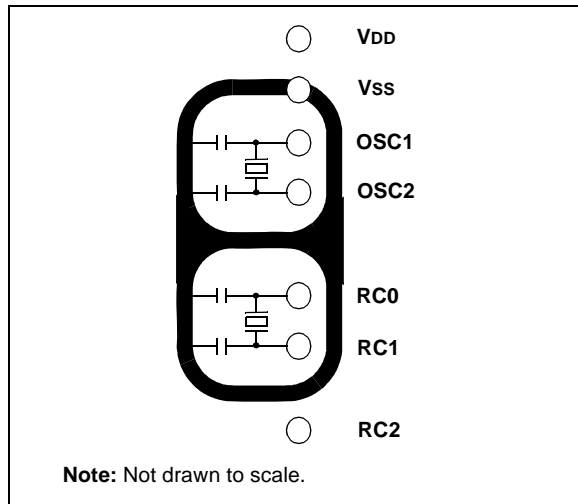 VDD
VSS
OSC1
OSC2
RC0
RC1
RC2
Note: Not drawn to scale.